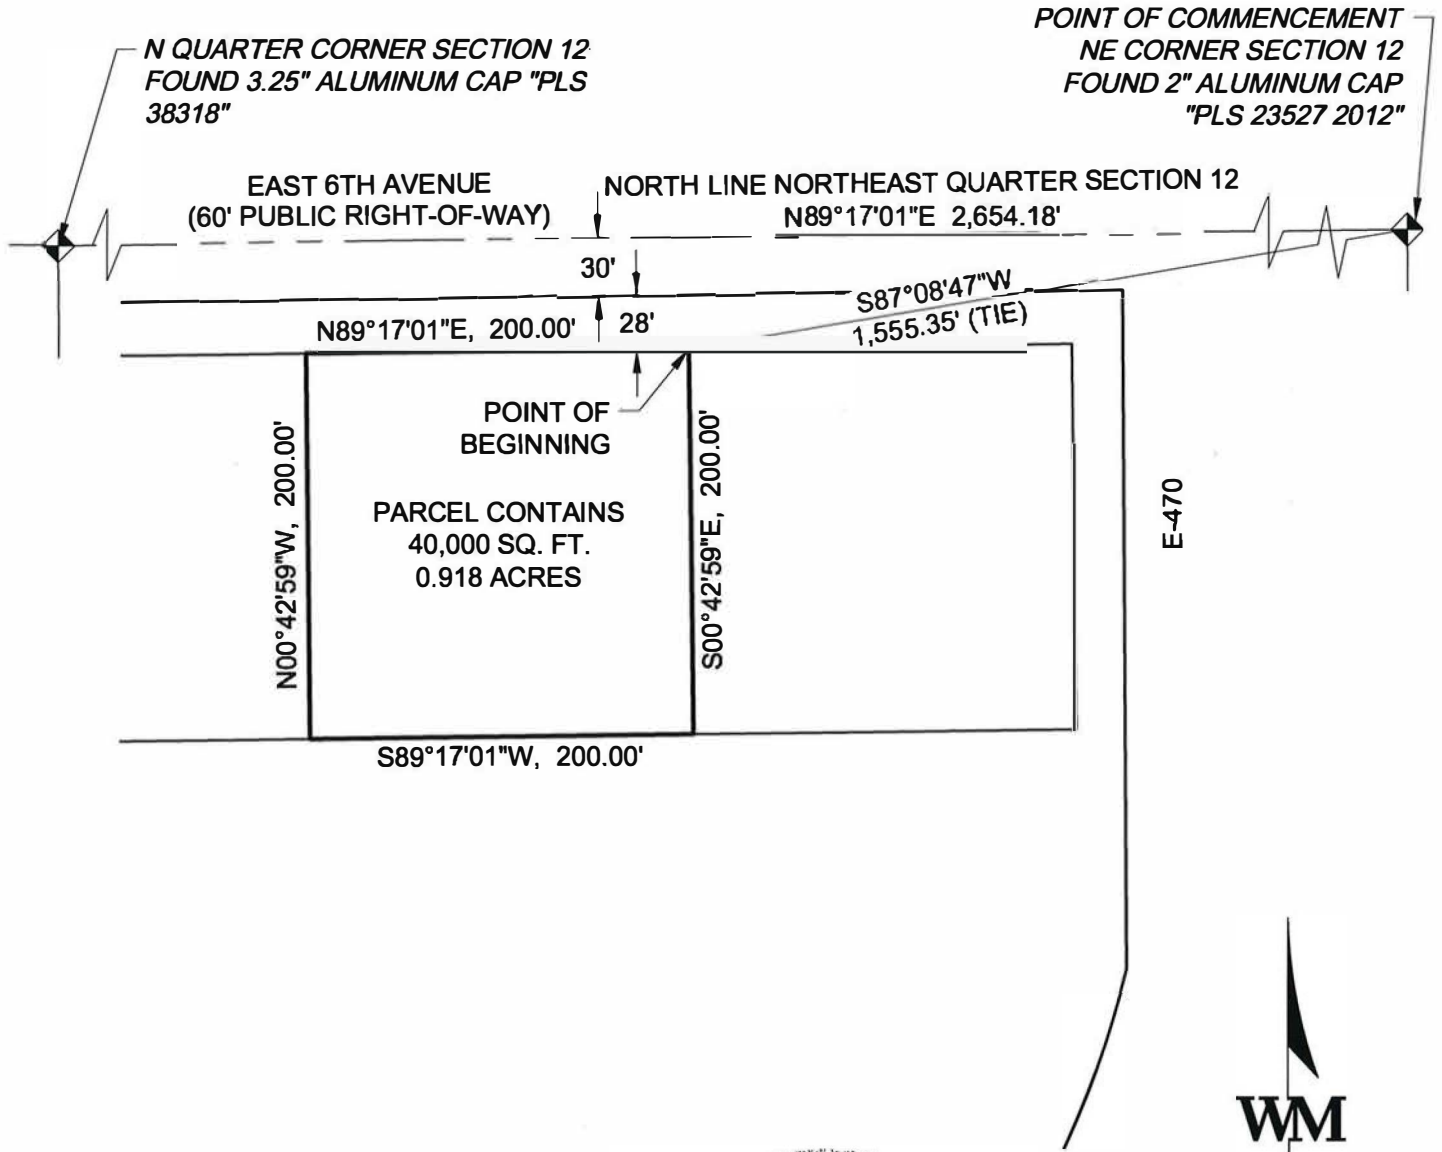 N QUARTER CORNER SECTION 12
FOUND 3.25" ALUMINUM CAP "PLS
38318"
POINT OF COMMENCEMENT
NE CORNER SECTION 12
FOUND 2" ALUMINUM CAP
"PLS 23527 2012"
EAST 6TH AVENUE
(60' PUBLIC RIGHT-OF-WAY)
NORTH LINE NORTHEAST QUARTER SECTION 12
N89°17'01"E 2,654.18'
30'
28'
S87°08'47"W
1,555.35' (TIE)
N89°17'01"E, 200.00'
POINT OF
BEGINNING
N00°42'59"W, 200.00'
PARCEL CONTAINS
40,000 SQ. FT.
0.918 ACRES
S00°42'59"E, 200.00'
E-470
S89°17'01"W, 200.00'
WM